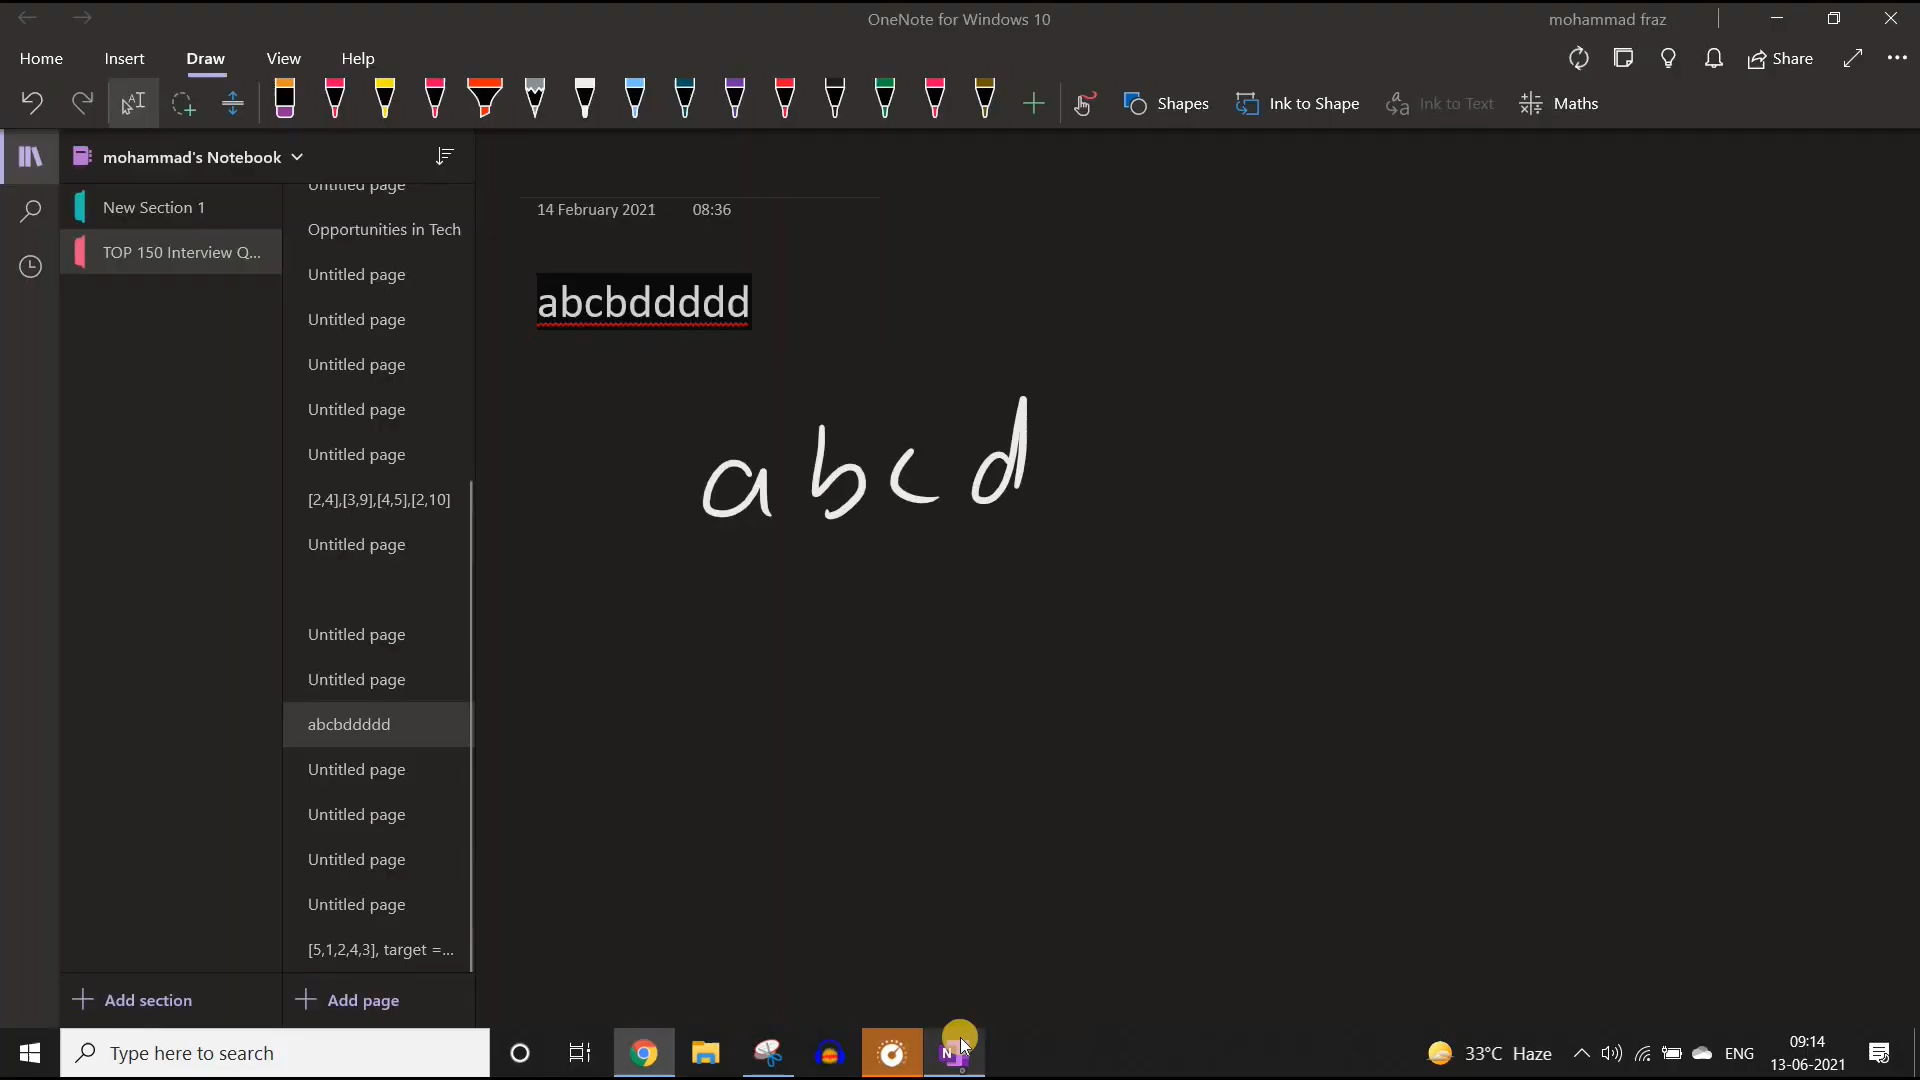 OneNote for Windows 10
mohammad fraz
Home Insert Draw View Help
Share
Shapes Ink to Shape Ink to Text Maths
mohammad's Notebook
New Section 1
TOP 150 Interview Q...
Untitled page
Opportunities in Tech
Untitled page
Untitled page
Untitled page
Untitled page
Untitled page
[2,4],[3,9],[4,5],[2,10]
Untitled page
Untitled page
Untitled page
abcbddddd
Untitled page
Untitled page
Untitled page
Untitled page
[5,1,2,4,3], target =...
Add section
Add page
14 February 2021 08:36
abcbddddd
a b c d
Type here to search
33°C Haze
ENG
09:14
13-06-2021